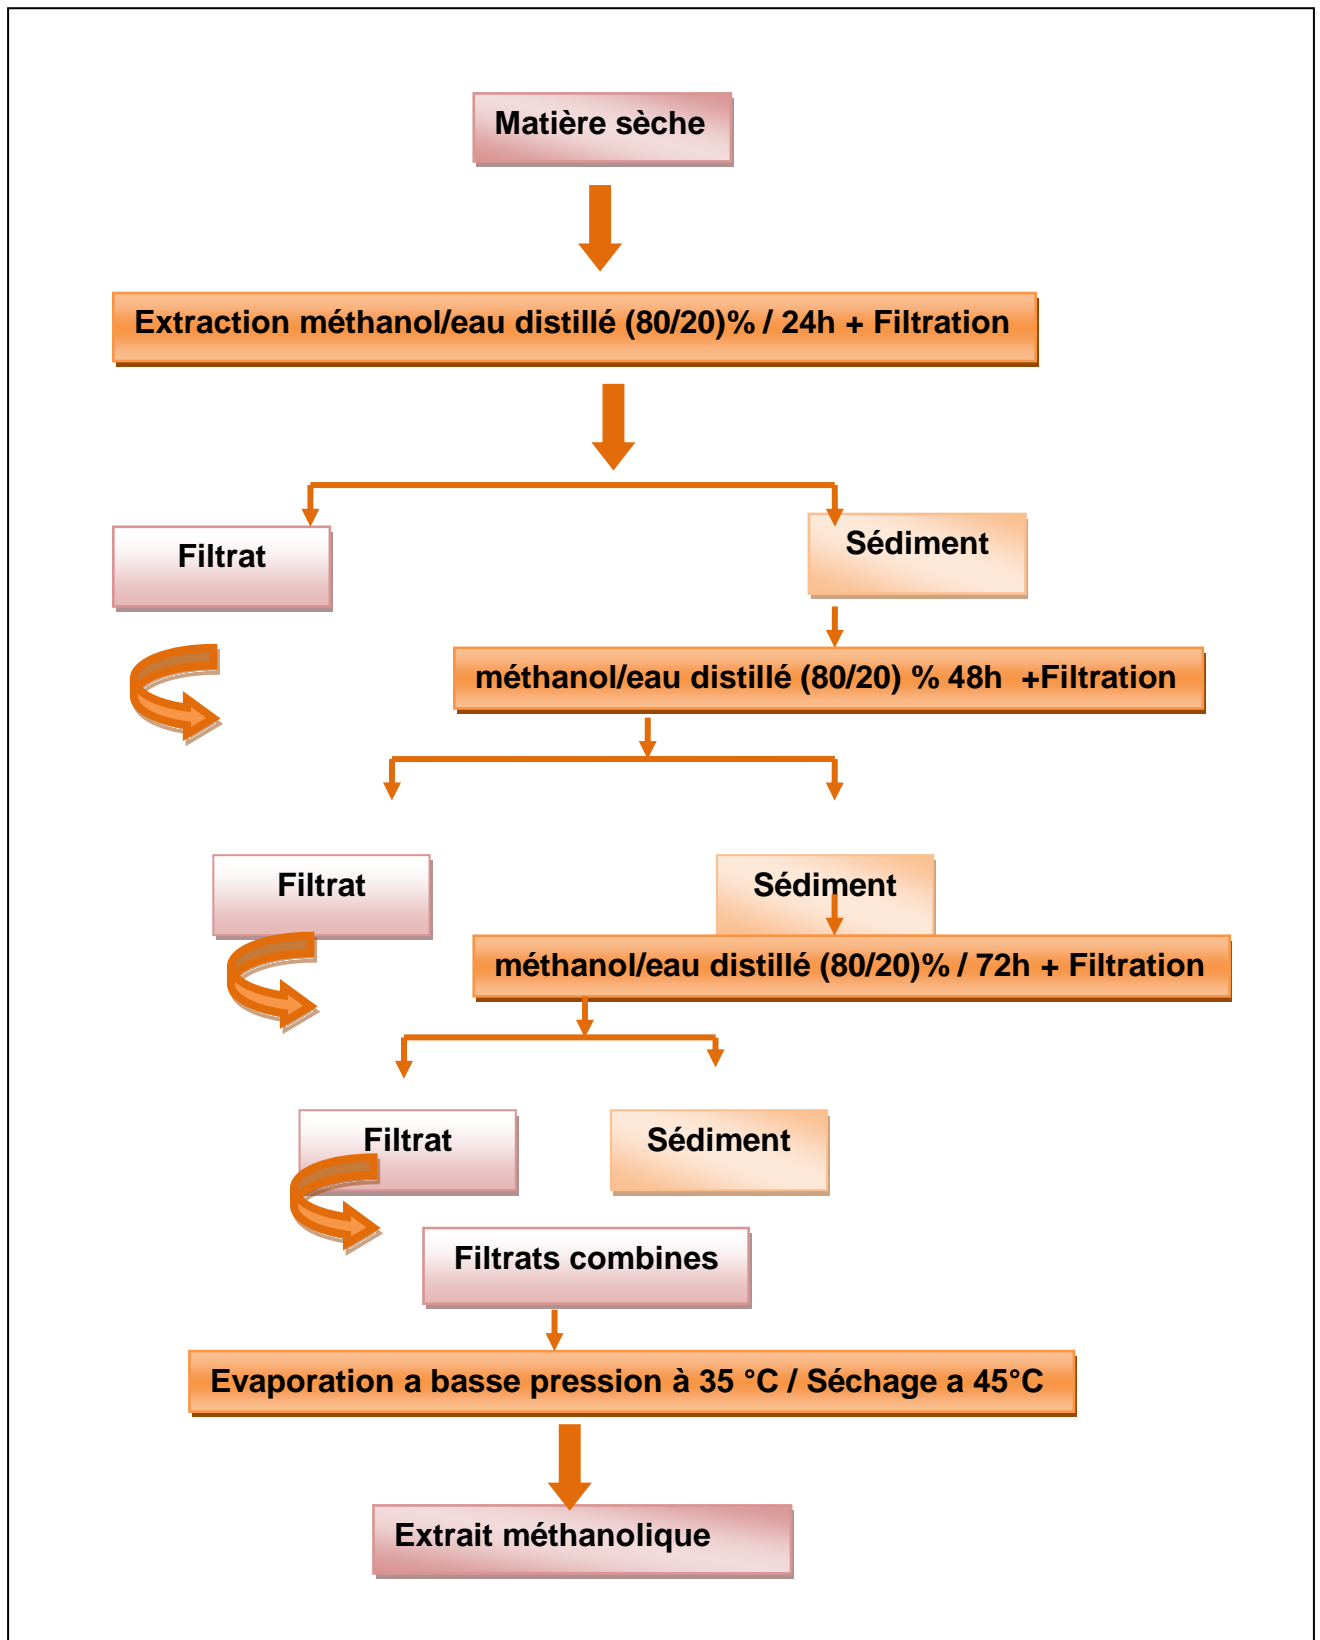 Matière sèche
Extraction méthanol/eau distillé (80/20)% / 24h + Filtration
Filtrat
Sédiment
méthanol/eau distillé (80/20) % 48h  +Filtration
Filtrat
Sédiment
méthanol/eau distillé (80/20)% / 72h + Filtration
Filtrat
Sédiment
Filtrats combines
Evaporation a basse pression à 35 °C / Séchage a 45°C
Extrait méthanolique